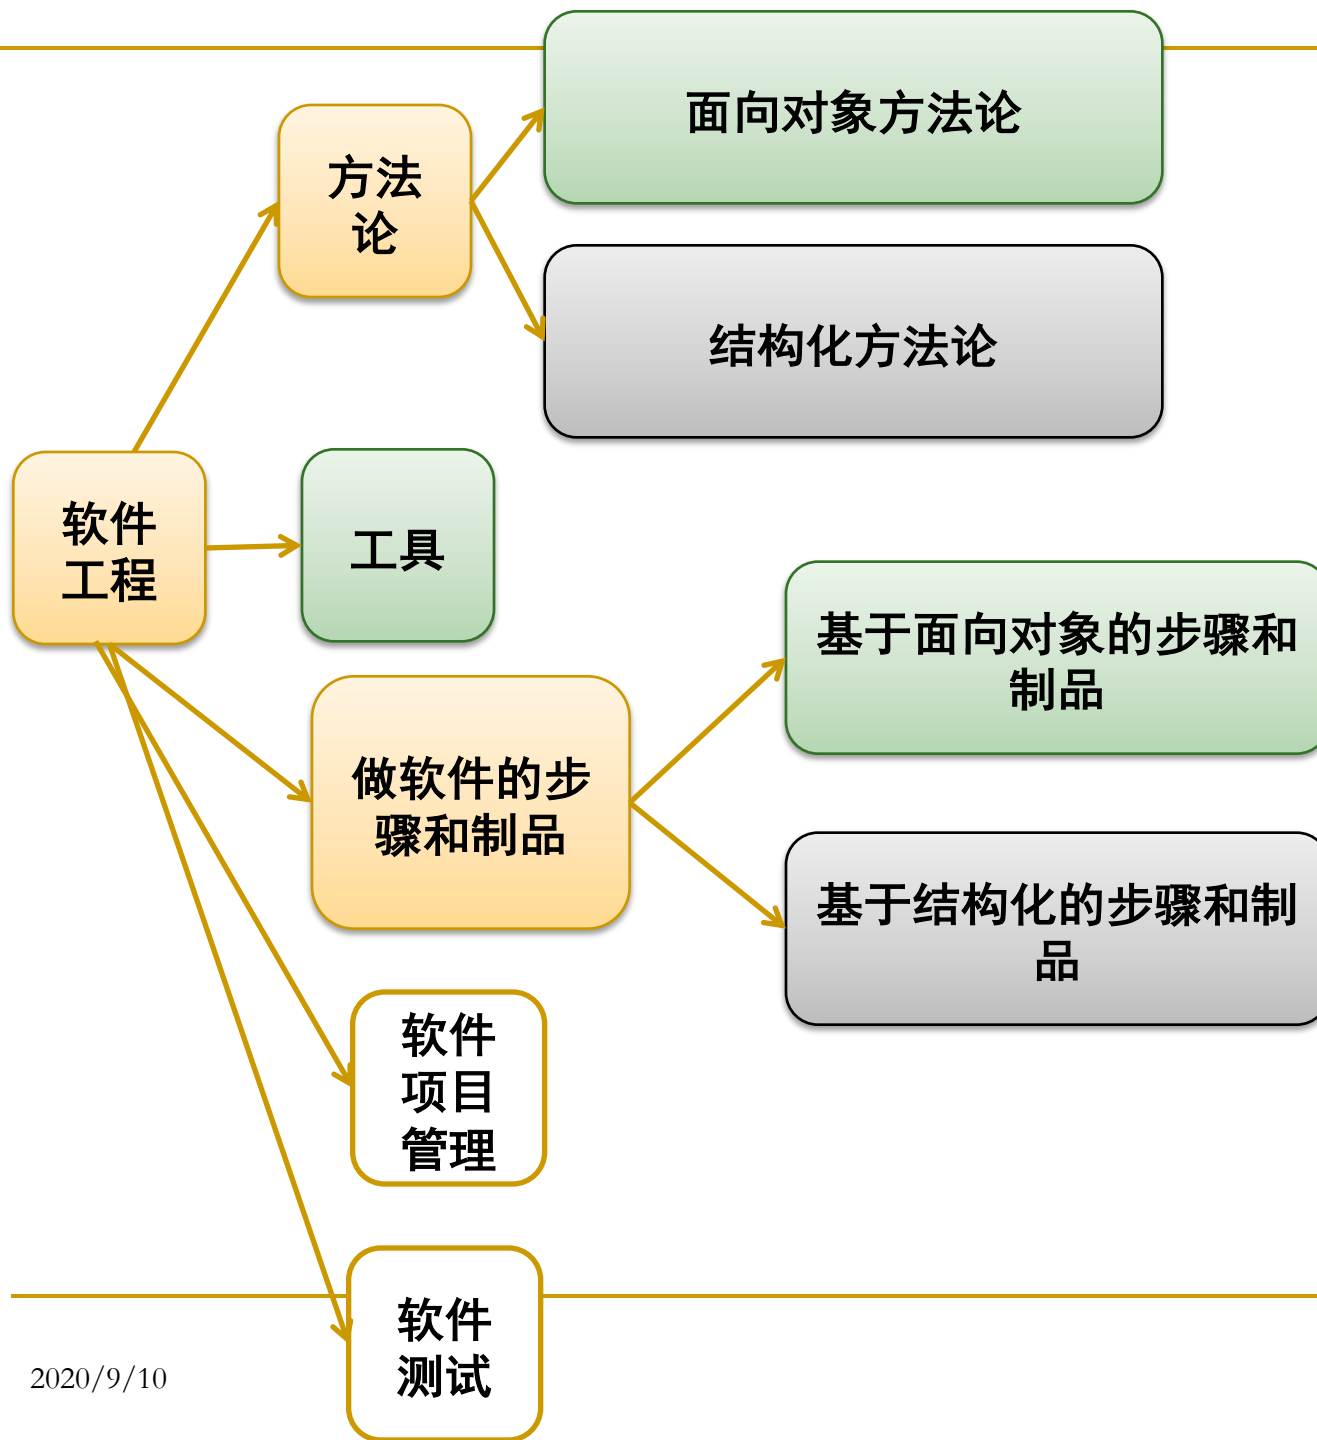 面向对象方法论
方法
论
结构化方法论
软件
工程
工具
基于面向对象的步骤和
制品
做软件的步
骤和制品
基于结构化的步骤和制
品
软件
项目
管理
软件
测试
2020/9/10